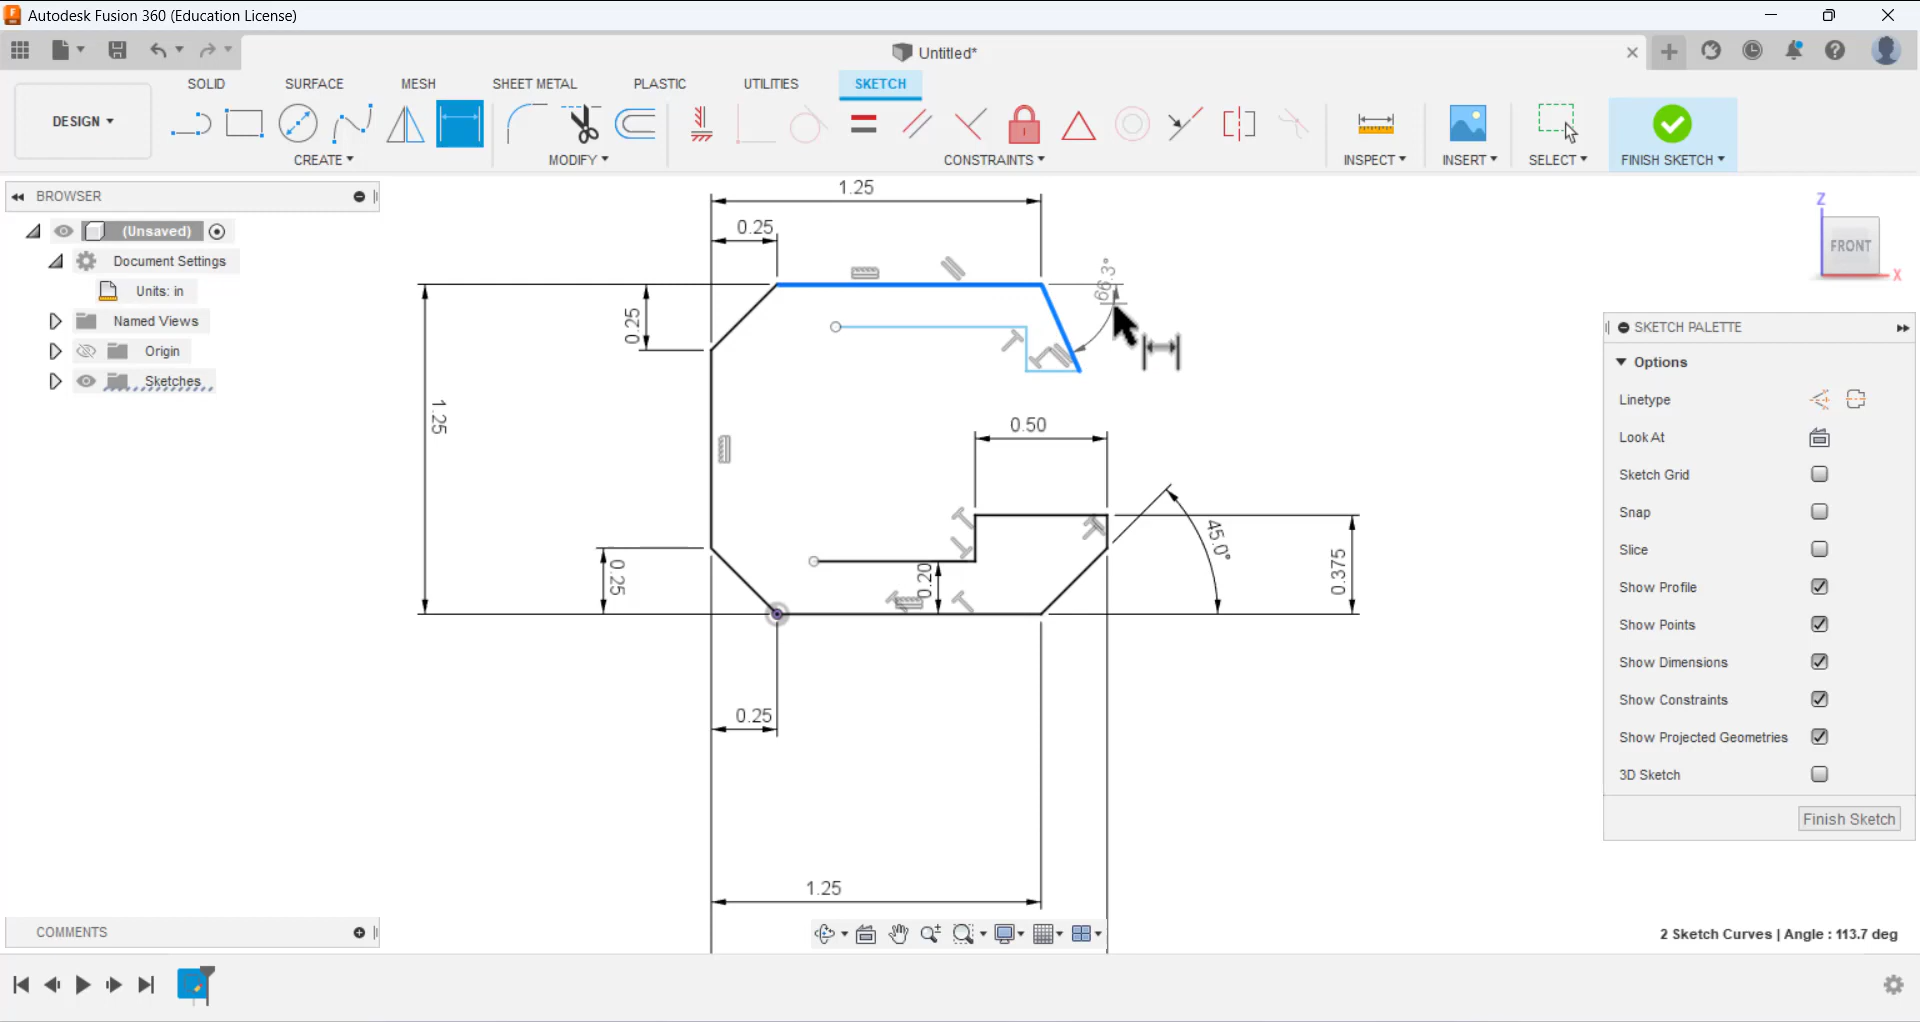 Autodesk Fusion 360 (Education License)
Untitled*
SOLID
SURFACE
MESH
SHEET METAL
PLASTIC
UTILITIES
SKETCH
DESIGN
CREATE
MODIFY
CONSTRAINTS
INSPECT
INSERT
SELECT
FINISH SKETCH
BROWSER
(Unsaved)
Document Settings
Units: in
Named Views
Origin
Sketches
1.25
0.25
0.25
66.3°
1.25
0.50
0.25
0.20
45.0°
0.375
0.25
1.25
Z
FRONT
X
SKETCH PALETTE
Options
Linetype
Look At
Sketch Grid
Snap
Slice
Show Profile
Show Points
Show Dimensions
Show Constraints
Show Projected Geometries
3D Sketch
Finish Sketch
COMMENTS
2 Sketch Curves | Angle : 113.7 deg